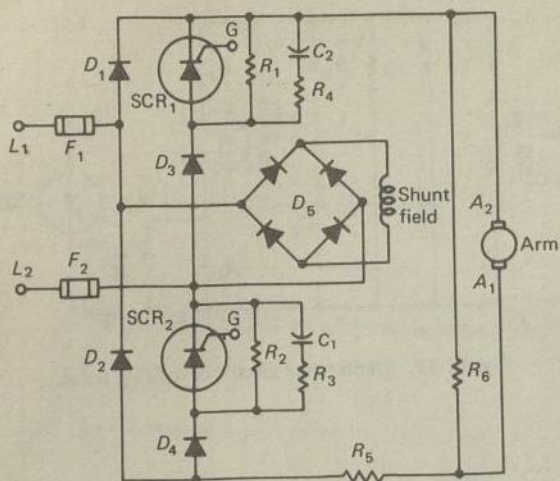 G
D1
SCR1
R1
C2
R4
L1
F1
D3
D5
Shunt
field
A2
Arm
A1
L2
F2
SCR2
G
D2
R2
C1
R3
R6
D4
R5